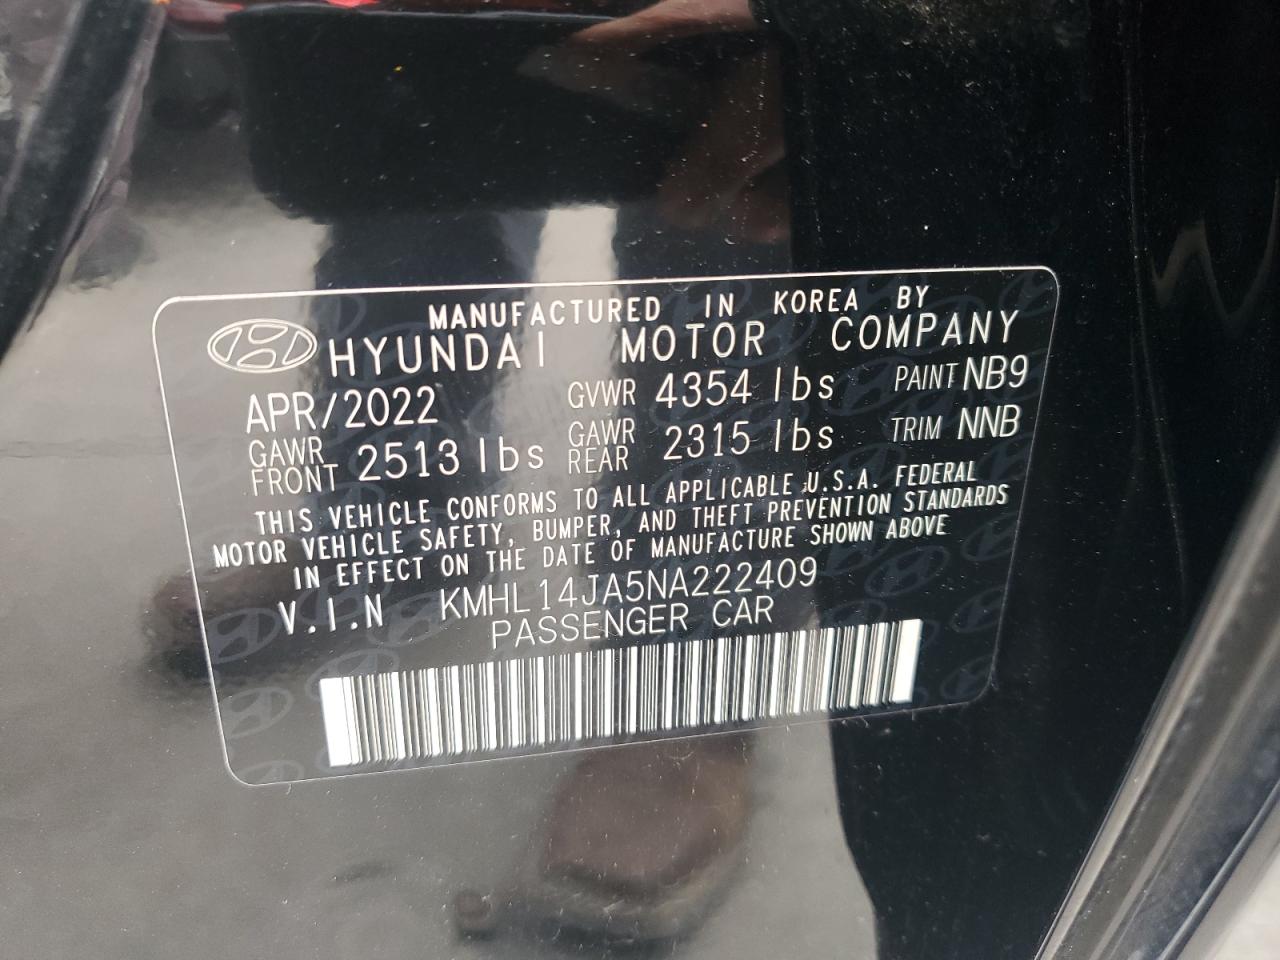 MANUFACTURED IN KOREA BY
HYUNDAI MOTOR COMPANY
APR/2022 GVWR 4354 lbs PAINT NB9
GAWR FRONT 2513 lbs GAWR REAR 2315 lbs TRIM NNB
THIS VEHICLE CONFORMS TO ALL APPLICABLE U.S.A. FEDERAL
MOTOR VEHICLE SAFETY, BUMPER, AND THEFT PREVENTION STANDARDS
IN EFFECT ON THE DATE OF MANUFACTURE SHOWN ABOVE
V.I.N KMHL14JA5NA222409
PASSENGER CAR